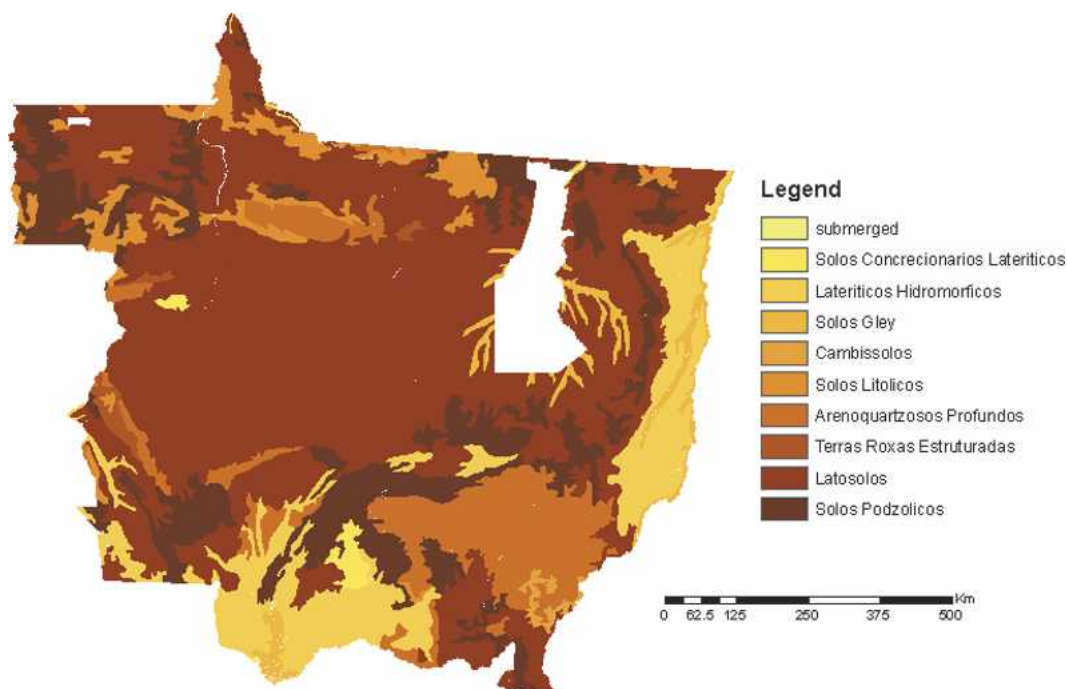 Legend
submerged
Solos Concrecionarios Lateriticos
Lateriticos Hidromorficos
Solos Gley
Cambissolos
Solos Litolicos
Arenoquartzosos Profundos
Terras Roxas Estruturadas
Latosolos
Solos Podzolicos
Km
0 62.5 125 250 375 500